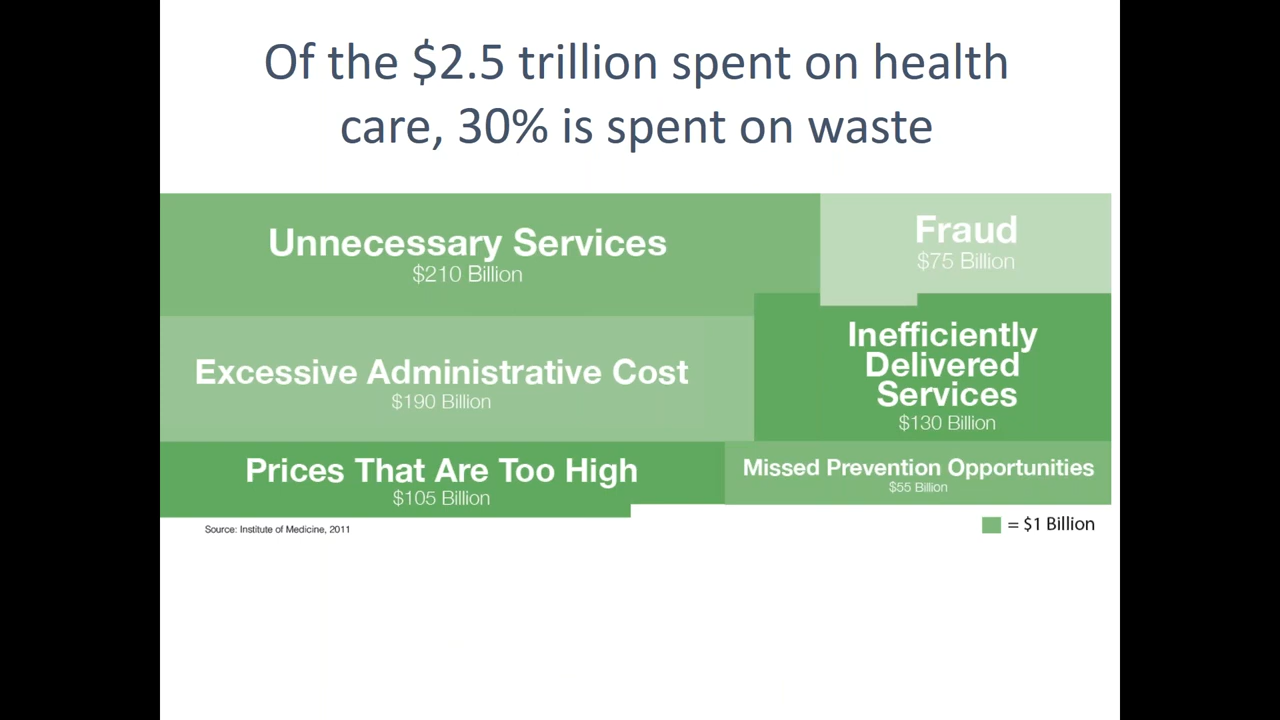 Of the $2.5 trillion spent on health
care, 30% is spent on waste
Unnecessary Services
$210 Billion
Fraud
$75 Billion
Excessive Administrative Cost
$190 Billion
Inefficiently
Delivered
Services
$130 Billion
Prices That Are Too High
$105 Billion
Missed Prevention Opportunities
$55 Billion
Source: Institute of Medicine, 2011
= $1 Billion